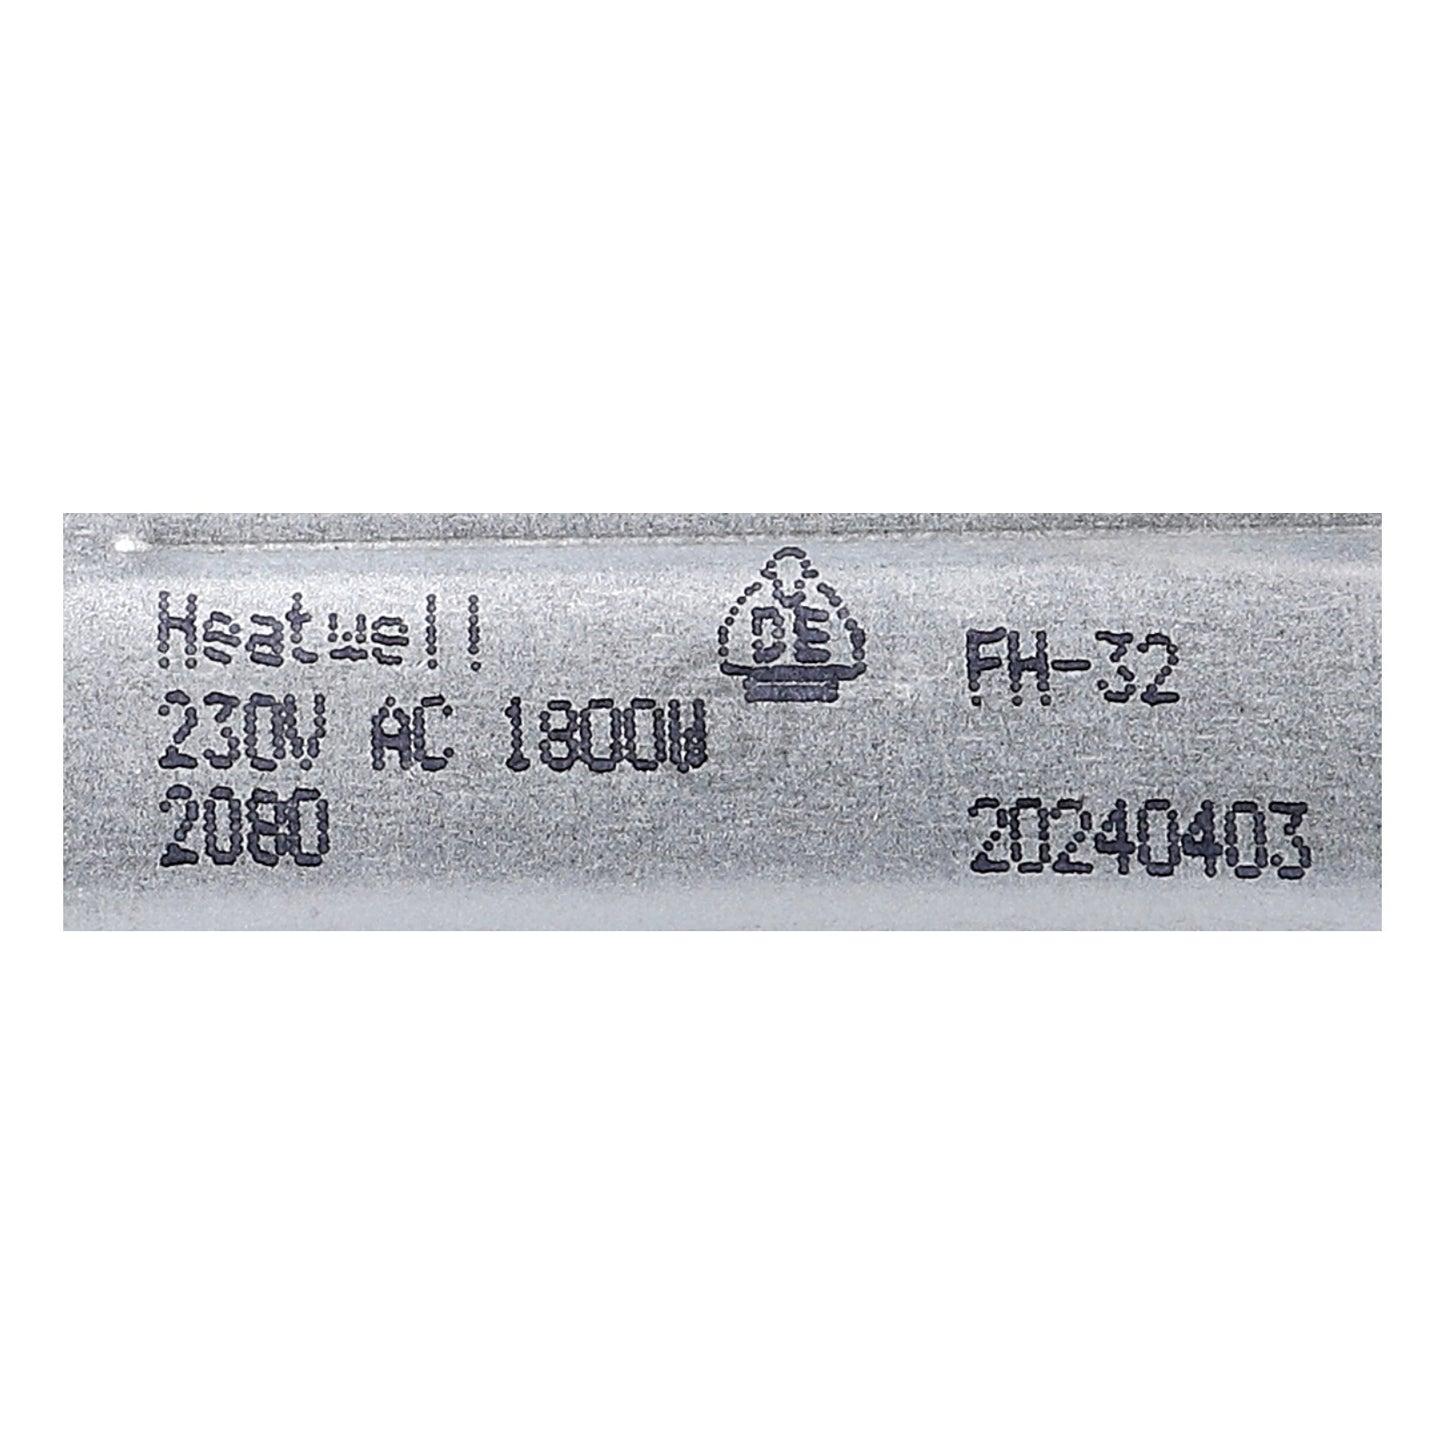 Heatwell
VDE
FH-32
230V AC 1800W
2080
20240403